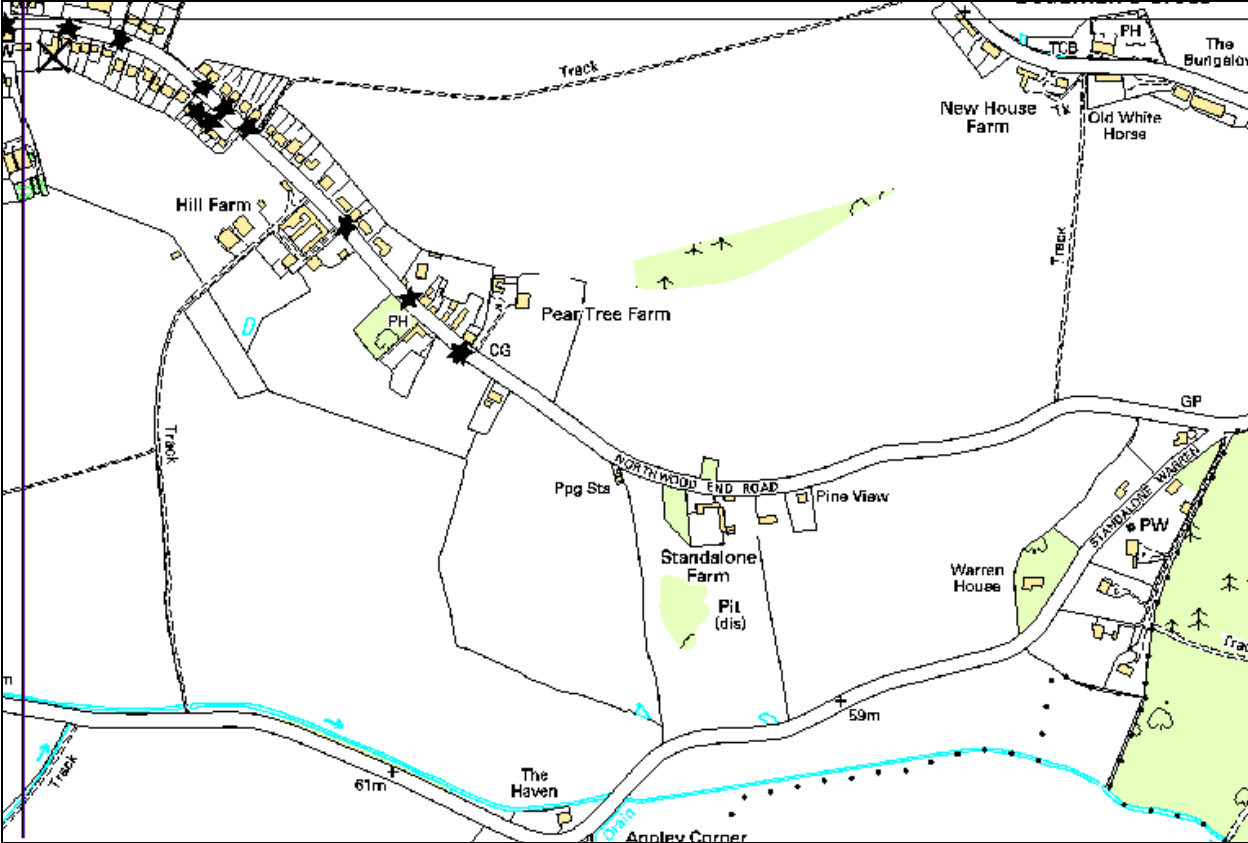 TCB
PH
The
Bungalow
Track
New House
Farm
Tk
Old White
Horse
Hill Farm
Track
Pear Tree Farm
PH
CG
GP
Track
NORTHWOOD END ROAD
STANDALONE WARREN
Ppg Sts
Pine View
PW
Standalone
Farm
Warren
House
Pit
(dis)
59m
61m
The
Haven
Track
Drain
Appley Corner